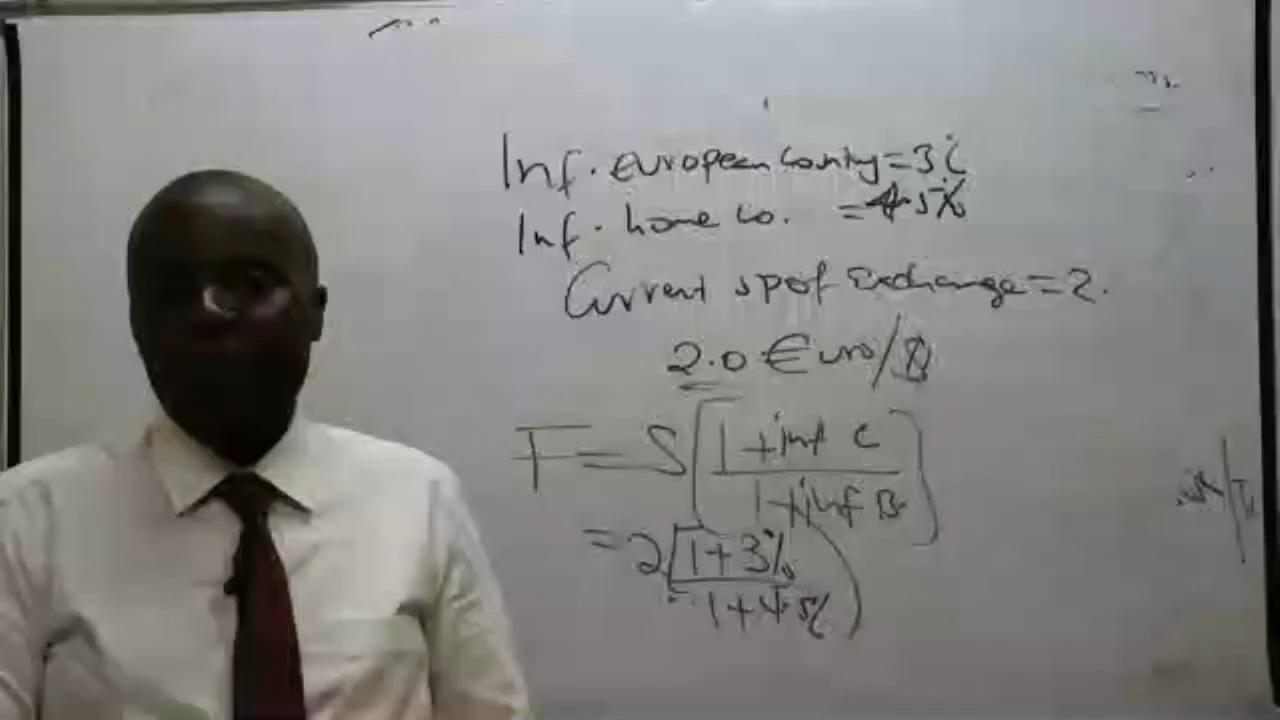 Inf. european County = 3%
Inf. home co. = 4.5%
Current spot Exchange = 2.
2.0 €uro/B
F = S [ 1 + inf C / 1 + inf B ]
= 2 [ 1 + 3% / 1 + 4.5% ]